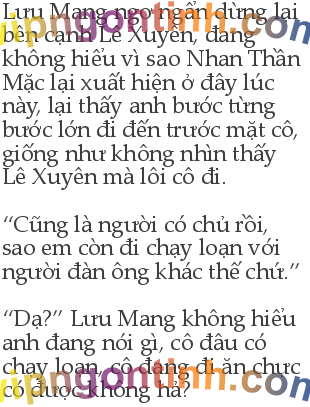 Lưu Mang ngơ ngẩn dừng lại
bên cạnh Lê Xuyên, đang
không hiểu vì sao Nhan Thần
Mặc lại xuất hiện ở đây lúc
này, lại thấy anh bước từng
bước lớn đi đến trước mặt cô,
giống như không nhìn thấy
Lê Xuyên mà lôi cô đi.
“Cũng là người có chủ rồi,
sao em còn đi chạy loạn với
người đàn ông khác thế chứ.”
“Dạ?” Lưu Mang không hiểu
anh đang nói gì, cô đâu có
chạy loạn, cô đang đi ăn chực
có được không hả?
vipngontinh.com
vipngontinh.com